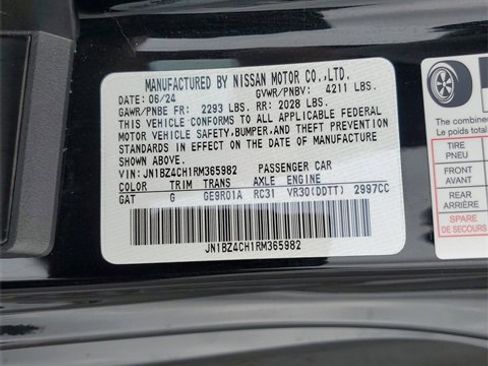 MANUFACTURED BY NISSAN MOTOR CO.,LTD.
DATE: 06/24 GVWR/PNBV: 4211 LBS.
GAWR/PNBE FR: 2293 LBS. RR: 2028 LBS.
THIS VEHICLE CONFORMS TO ALL APPLICABLE FEDERAL
MOTOR VEHICLE SAFETY,BUMPER,AND THEFT PREVENTION
STANDARDS IN EFFECT ON THE DATE OF MANUFACTURE
SHOWN ABOVE.
VIN: JN1BZ4CH1RM365982 PASSENGER CAR
COLOR TRIM TRANS AXLE ENGINE
GAT G GE9R01A RC31 VR30(DDTT) 2997CC
JN1BZ4CH1RM365982
The combined
Le poids total
TIRE
PNEU
FRONT
AVANT
REAR
ARRIÈRE
SPARE
DE SECOURS